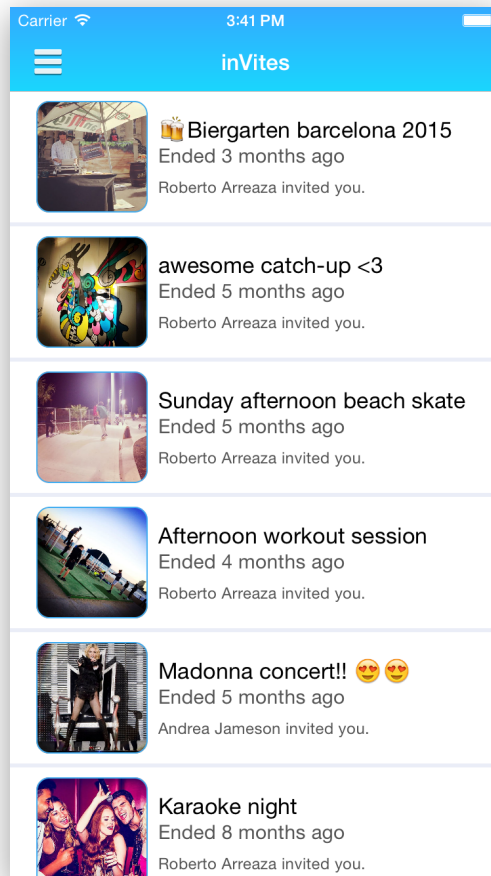 Carrier 3:41 PM
inVites
🍻Biergarten barcelona 2015
Ended 3 months ago
Roberto Arreaza invited you.
awesome catch-up <3
Ended 5 months ago
Roberto Arreaza invited you.
Sunday afternoon beach skate
Ended 5 months ago
Roberto Arreaza invited you.
Afternoon workout session
Ended 4 months ago
Roberto Arreaza invited you.
Madonna concert!! 😍😍
Ended 5 months ago
Andrea Jameson invited you.
Karaoke night
Ended 8 months ago
Roberto Arreaza invited you.